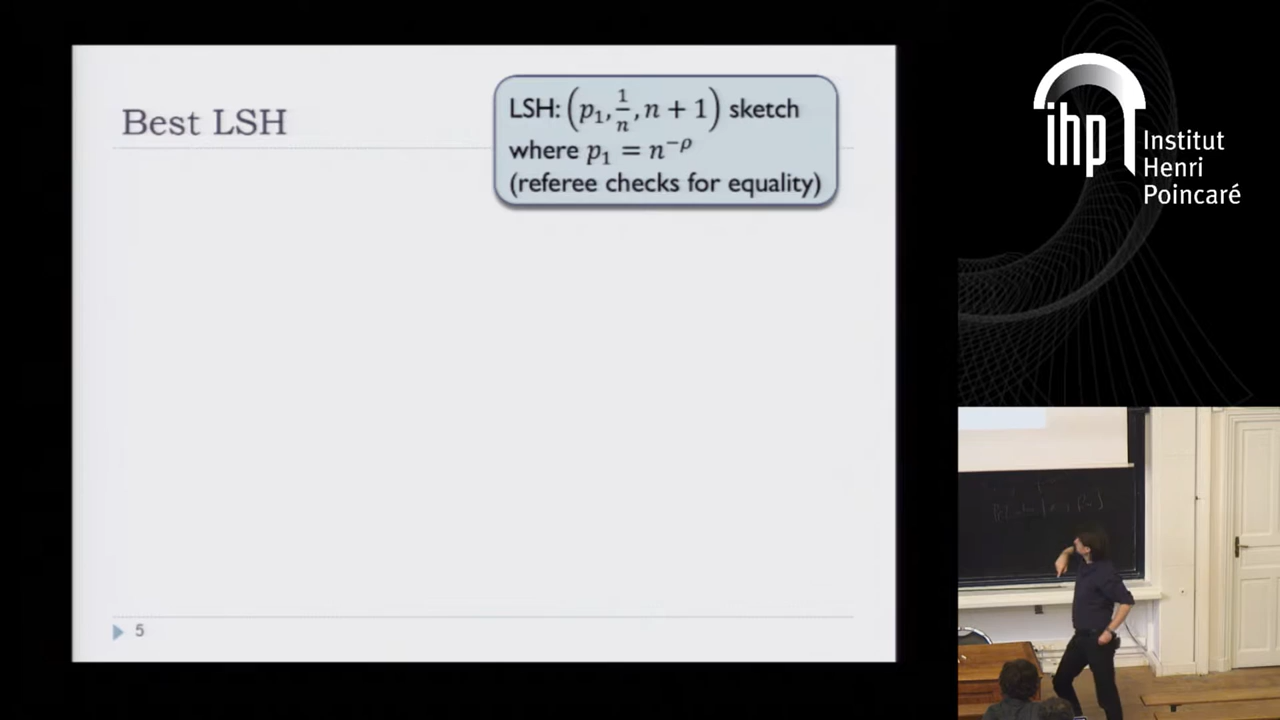 Best LSH
LSH: (p₁, 1/n, n + 1) sketch
where p₁ = n^{-ρ}
(referee checks for equality)
5
ihp
Institut
Henri
Poincaré